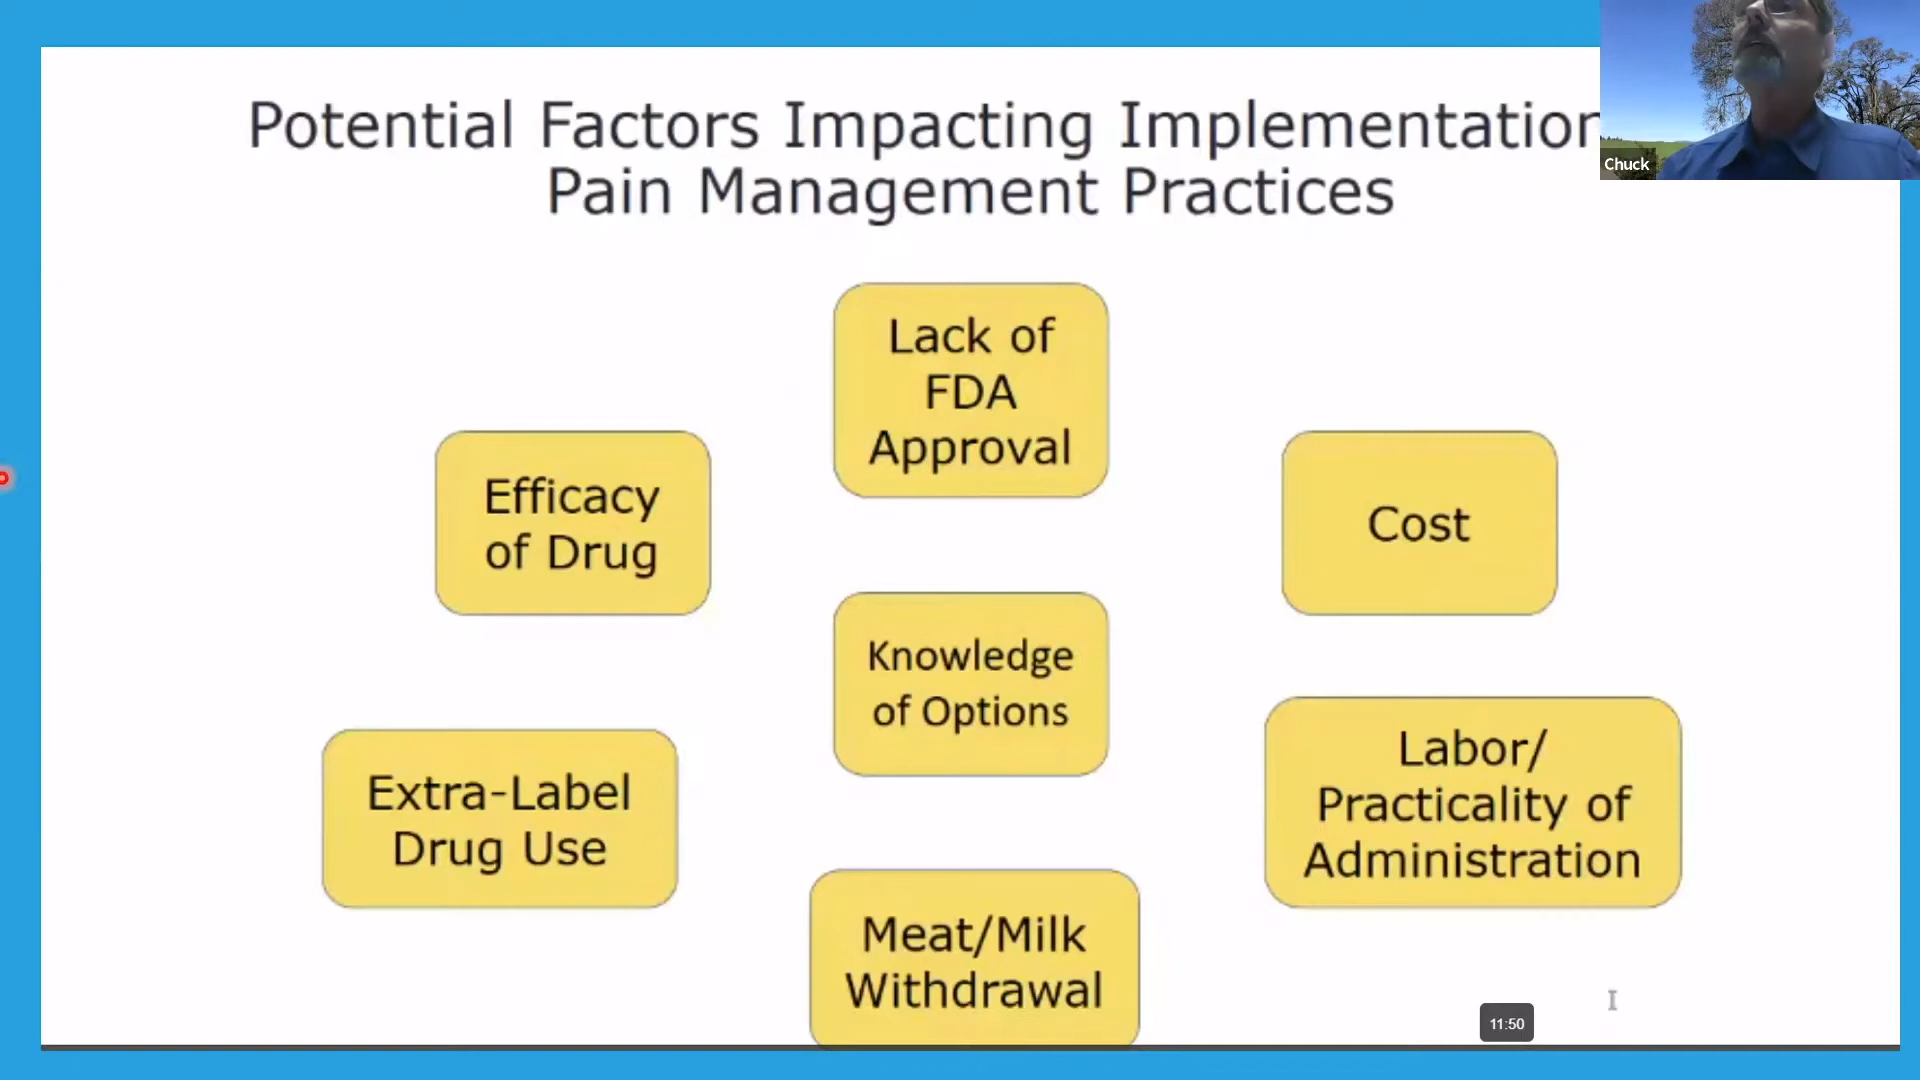 Potential Factors Impacting Implementation
Pain Management Practices
Chuck
Lack of
FDA
Approval
Efficacy
of Drug
Cost
Knowledge
of Options
Extra-Label
Drug Use
Labor/
Practicality of
Administration
Meat/Milk
Withdrawal
11:50